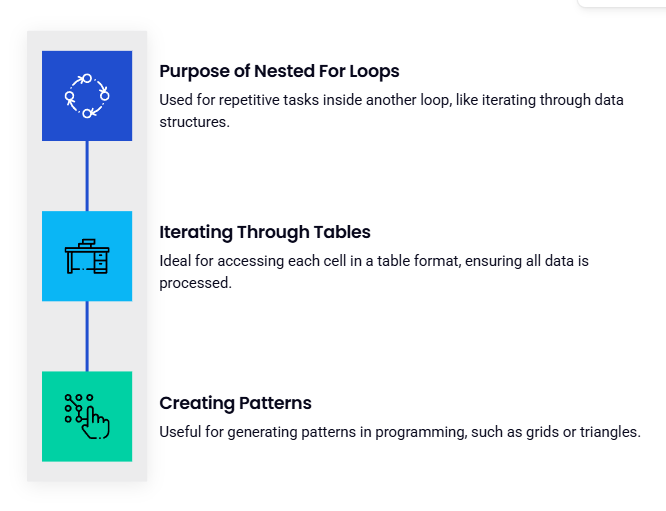 Purpose of Nested For Loops
Used for repetitive tasks inside another loop, like iterating through data
structures.
Iterating Through Tables
Ideal for accessing each cell in a table format, ensuring all data is
processed.
Creating Patterns
Useful for generating patterns in programming, such as grids or triangles.